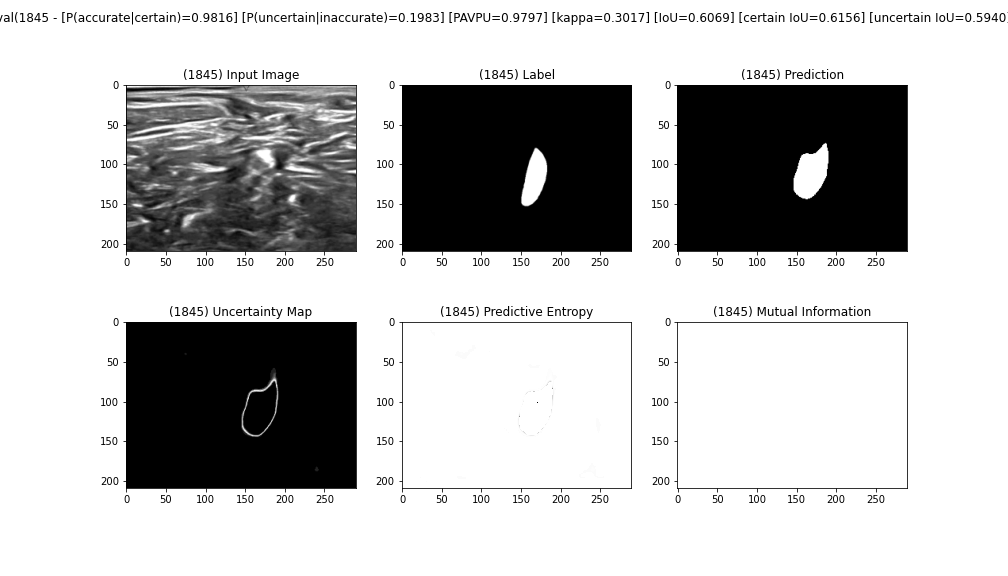 val(1845 - [P(accurate|certain)=0.9816] [P(uncertain|inaccurate)=0.1983] [PAVPU=0.9797] [kappa=0.3017] [IoU=0.6069] [certain IoU=0.6156] [uncertain IoU=0.5940]
(1845) Input Image
(1845) Label
(1845) Prediction
0
50
100
150
200
0 50 100 150 200 250
0
50
100
150
200
0 50 100 150 200 250
0
50
100
150
200
0 50 100 150 200 250
(1845) Uncertainty Map
(1845) Predictive Entropy
(1845) Mutual Information
0
50
100
150
200
0 50 100 150 200 250
0
50
100
150
200
0 50 100 150 200 250
0
50
100
150
200
0 50 100 150 200 250